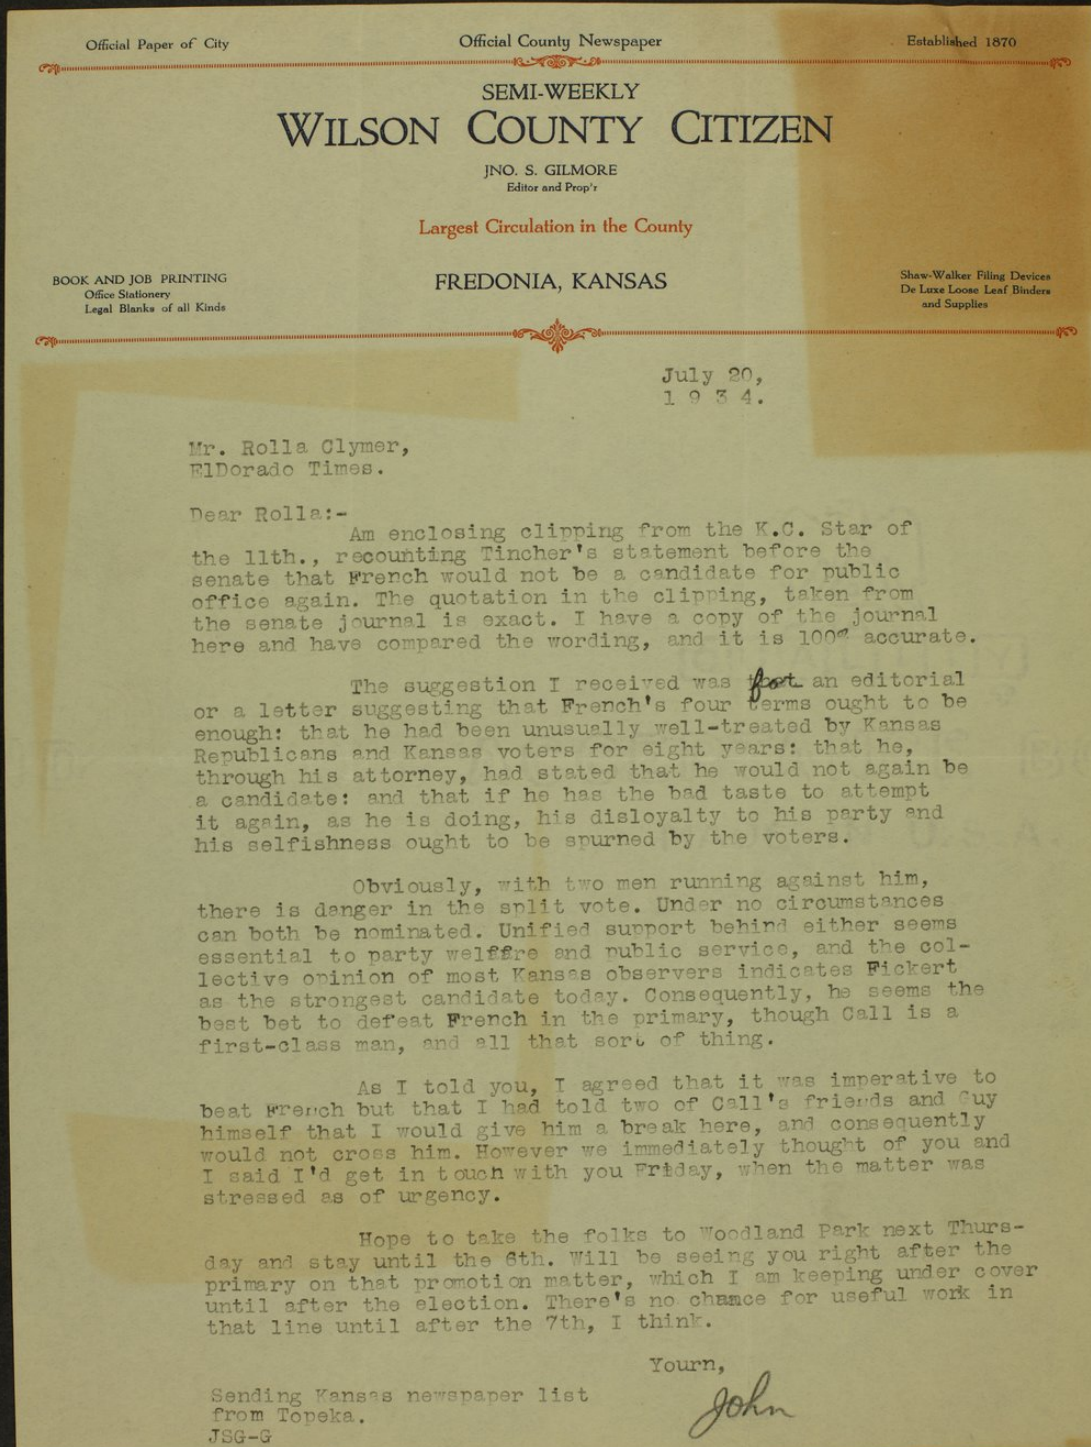 Official Paper of City
Official County Newspaper
Established 1870
SEMI-WEEKLY
WILSON COUNTY CITIZEN
JNO. S. GILMORE
Editor and Prop'r
Largest Circulation in the County
BOOK AND JOB PRINTING
Office Stationery
Legal Blanks of all Kinds
FREDONIA, KANSAS
Shaw-Walker Filing Devices
De Luxe Loose Leaf Binders
and Supplies
July 20,
1 9 3 4.
Mr. Rolla Clymer,
ElDorado Times.
Dear Rolla:-
Am enclosing clipping from the K.C. Star of
the 11th., recounting Tincher's statement before the
senate that French would not be a candidate for public
office again. The quotation in the clipping, taken from
the senate journal is exact. I have a copy of the journal
here and have compared the wording, and it is 100% accurate.
The suggestion I received was for an editorial
or a letter suggesting that French's four terms ought to be
enough: that he had been unusually well-treated by Kansas
Republicans and Kansas voters for eight years: that he,
through his attorney, had stated that he would not again be
a candidate: and that if he has the bad taste to attempt
it again, as he is doing, his disloyalty to his party and
his selfishness ought to be spurned by the voters.
Obviously, with two men running against him,
there is danger in the split vote. Under no circumstances
can both be nominated. Unified support behind either seems
essential to party welffre and public service, and the col-
lective opinion of most Kansas observers indicates Fickert
as the strongest candidate today. Consequently, he seems the
best bet to defeat French in the primary, though Call is a
first-class man, and all that sort of thing.
As I told you, I agreed that it was imperative to
beat French but that I had told two of Call's friends and Guy
himself that I would give him a break here, and consequently
would not cross him. However we immediately thought of you and
I said I'd get in touch with you Friday, when the matter was
stressed as of urgency.
Hope to take the folks to Woodland Park next Thurs-
day and stay until the 6th. Will be seeing you right after the
primary on that promotion matter, which I am keeping under cover
until after the election. There's no chance for useful work in
that line until after the 7th, I think.
Yourn,
John
Sending Kansas newspaper list
from Topeka.
JSG-G